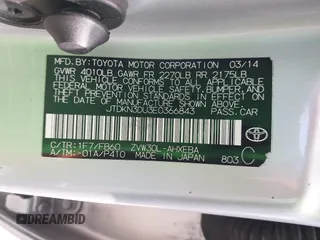 MFD.BY:TOYOTA MOTOR CORPORATION 03/14
GVWR 4010LB GAWR FR 2270LB RR 2175LB
THIS VEHICLE CONFORMS TO ALL APPLICABLE
FEDERAL MOTOR VEHICLE SAFETY, BUMPER, AND
THEFT PREVENTION STANDARDS IN EFFECT ON
THE DATE OF MANUFACTURE SHOWN ABOVE.
JTDKN3DU3E0366843 PASS.CAR
C/TR:1F7/FB60 ZVW30L-AHXEBA
A/TM:-01A/P410 MADE IN JAPAN 803 C
TOYOTA
DREAMBID